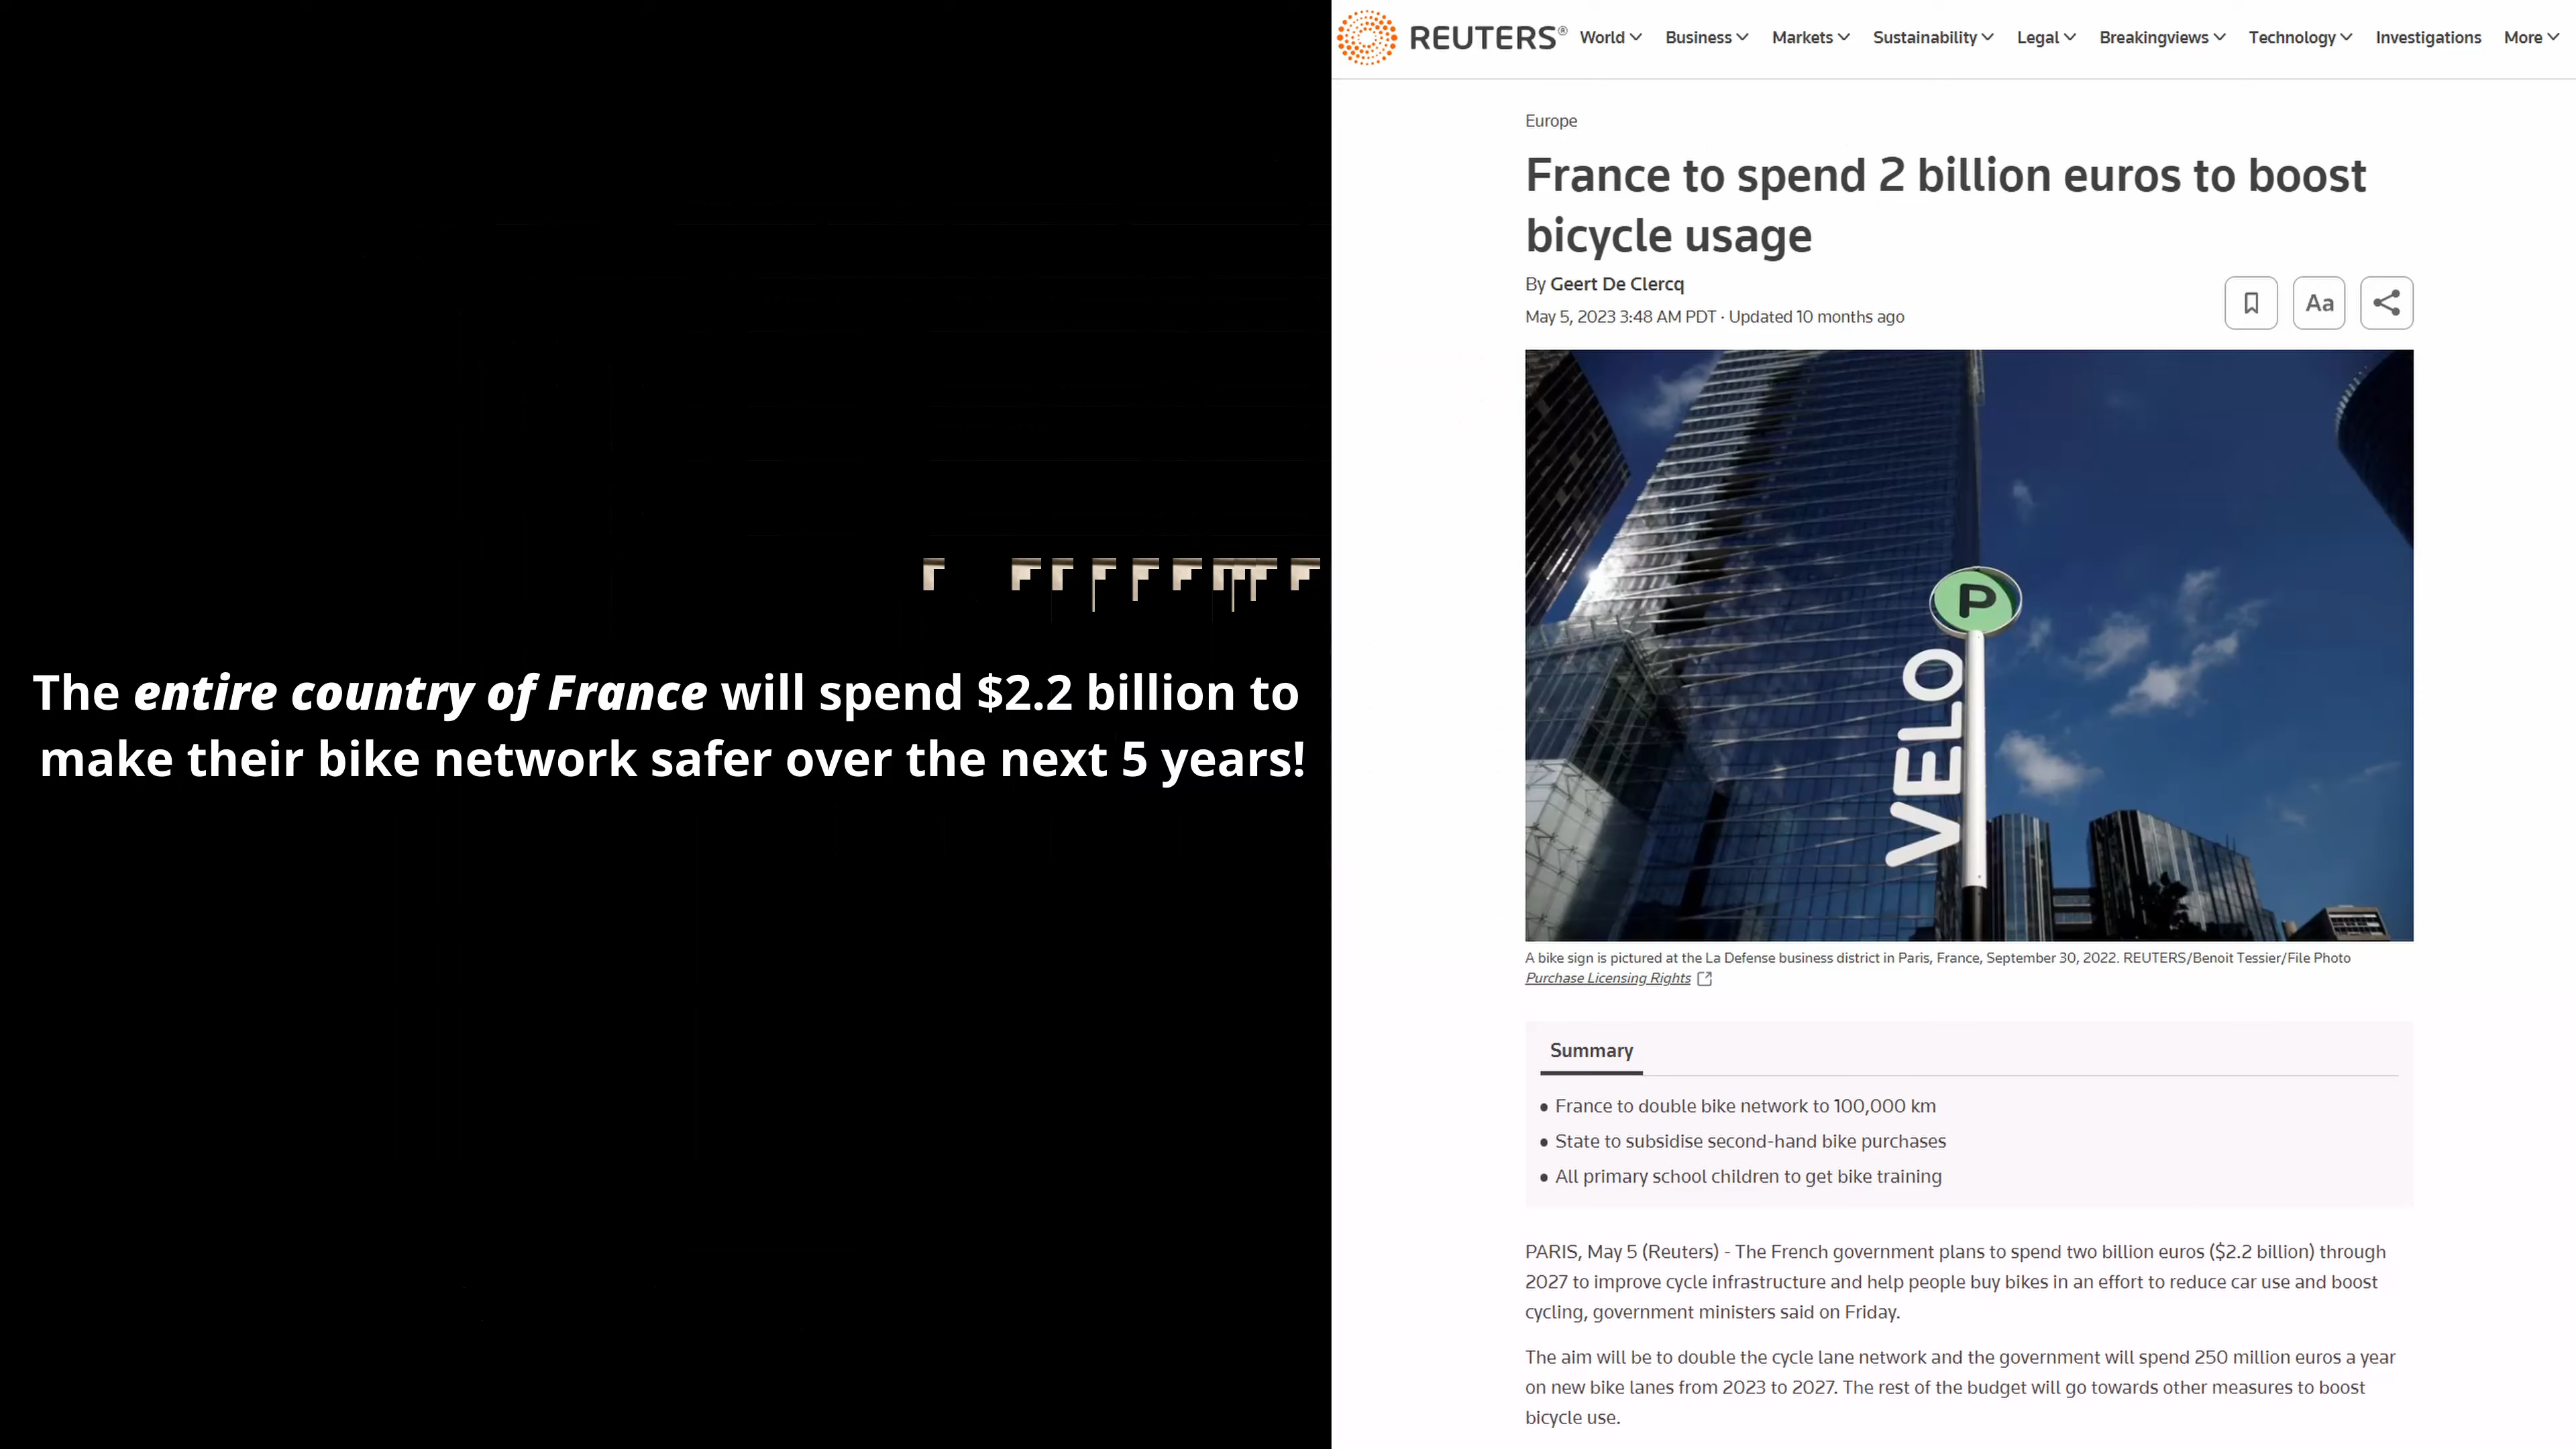 The entire country of France will spend $2.2 billion to
make their bike network safer over the next 5 years!
REUTERS®
World
Business
Markets
Sustainability
Legal
Breakingviews
Technology
Investigations
More
Europe
France to spend 2 billion euros to boost
bicycle usage
By Geert De Clercq
May 5, 2023 3:48 AM PDT · Updated 10 months ago
Aa
P
VELO
A bike sign is pictured at the La Defense business district in Paris, France, September 30, 2022. REUTERS/Benoit Tessier/File Photo
Purchase Licensing Rights
Summary
• France to double bike network to 100,000 km
• State to subsidise second-hand bike purchases
• All primary school children to get bike training
PARIS, May 5 (Reuters) - The French government plans to spend two billion euros ($2.2 billion) through
2027 to improve cycle infrastructure and help people buy bikes in an effort to reduce car use and boost
cycling, government ministers said on Friday.
The aim will be to double the cycle lane network and the government will spend 250 million euros a year
on new bike lanes from 2023 to 2027. The rest of the budget will go towards other measures to boost
bicycle use.